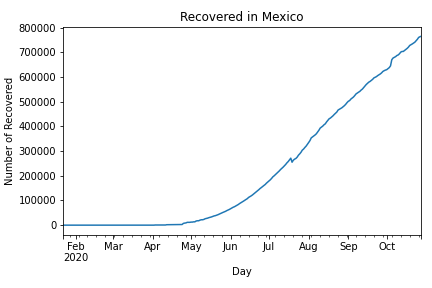 Recovered in Mexico
800000
700000
600000
500000
400000
300000
200000
100000
0
Number of Recovered
Feb Mar Apr May Jun Jul Aug Sep Oct
2020
Day